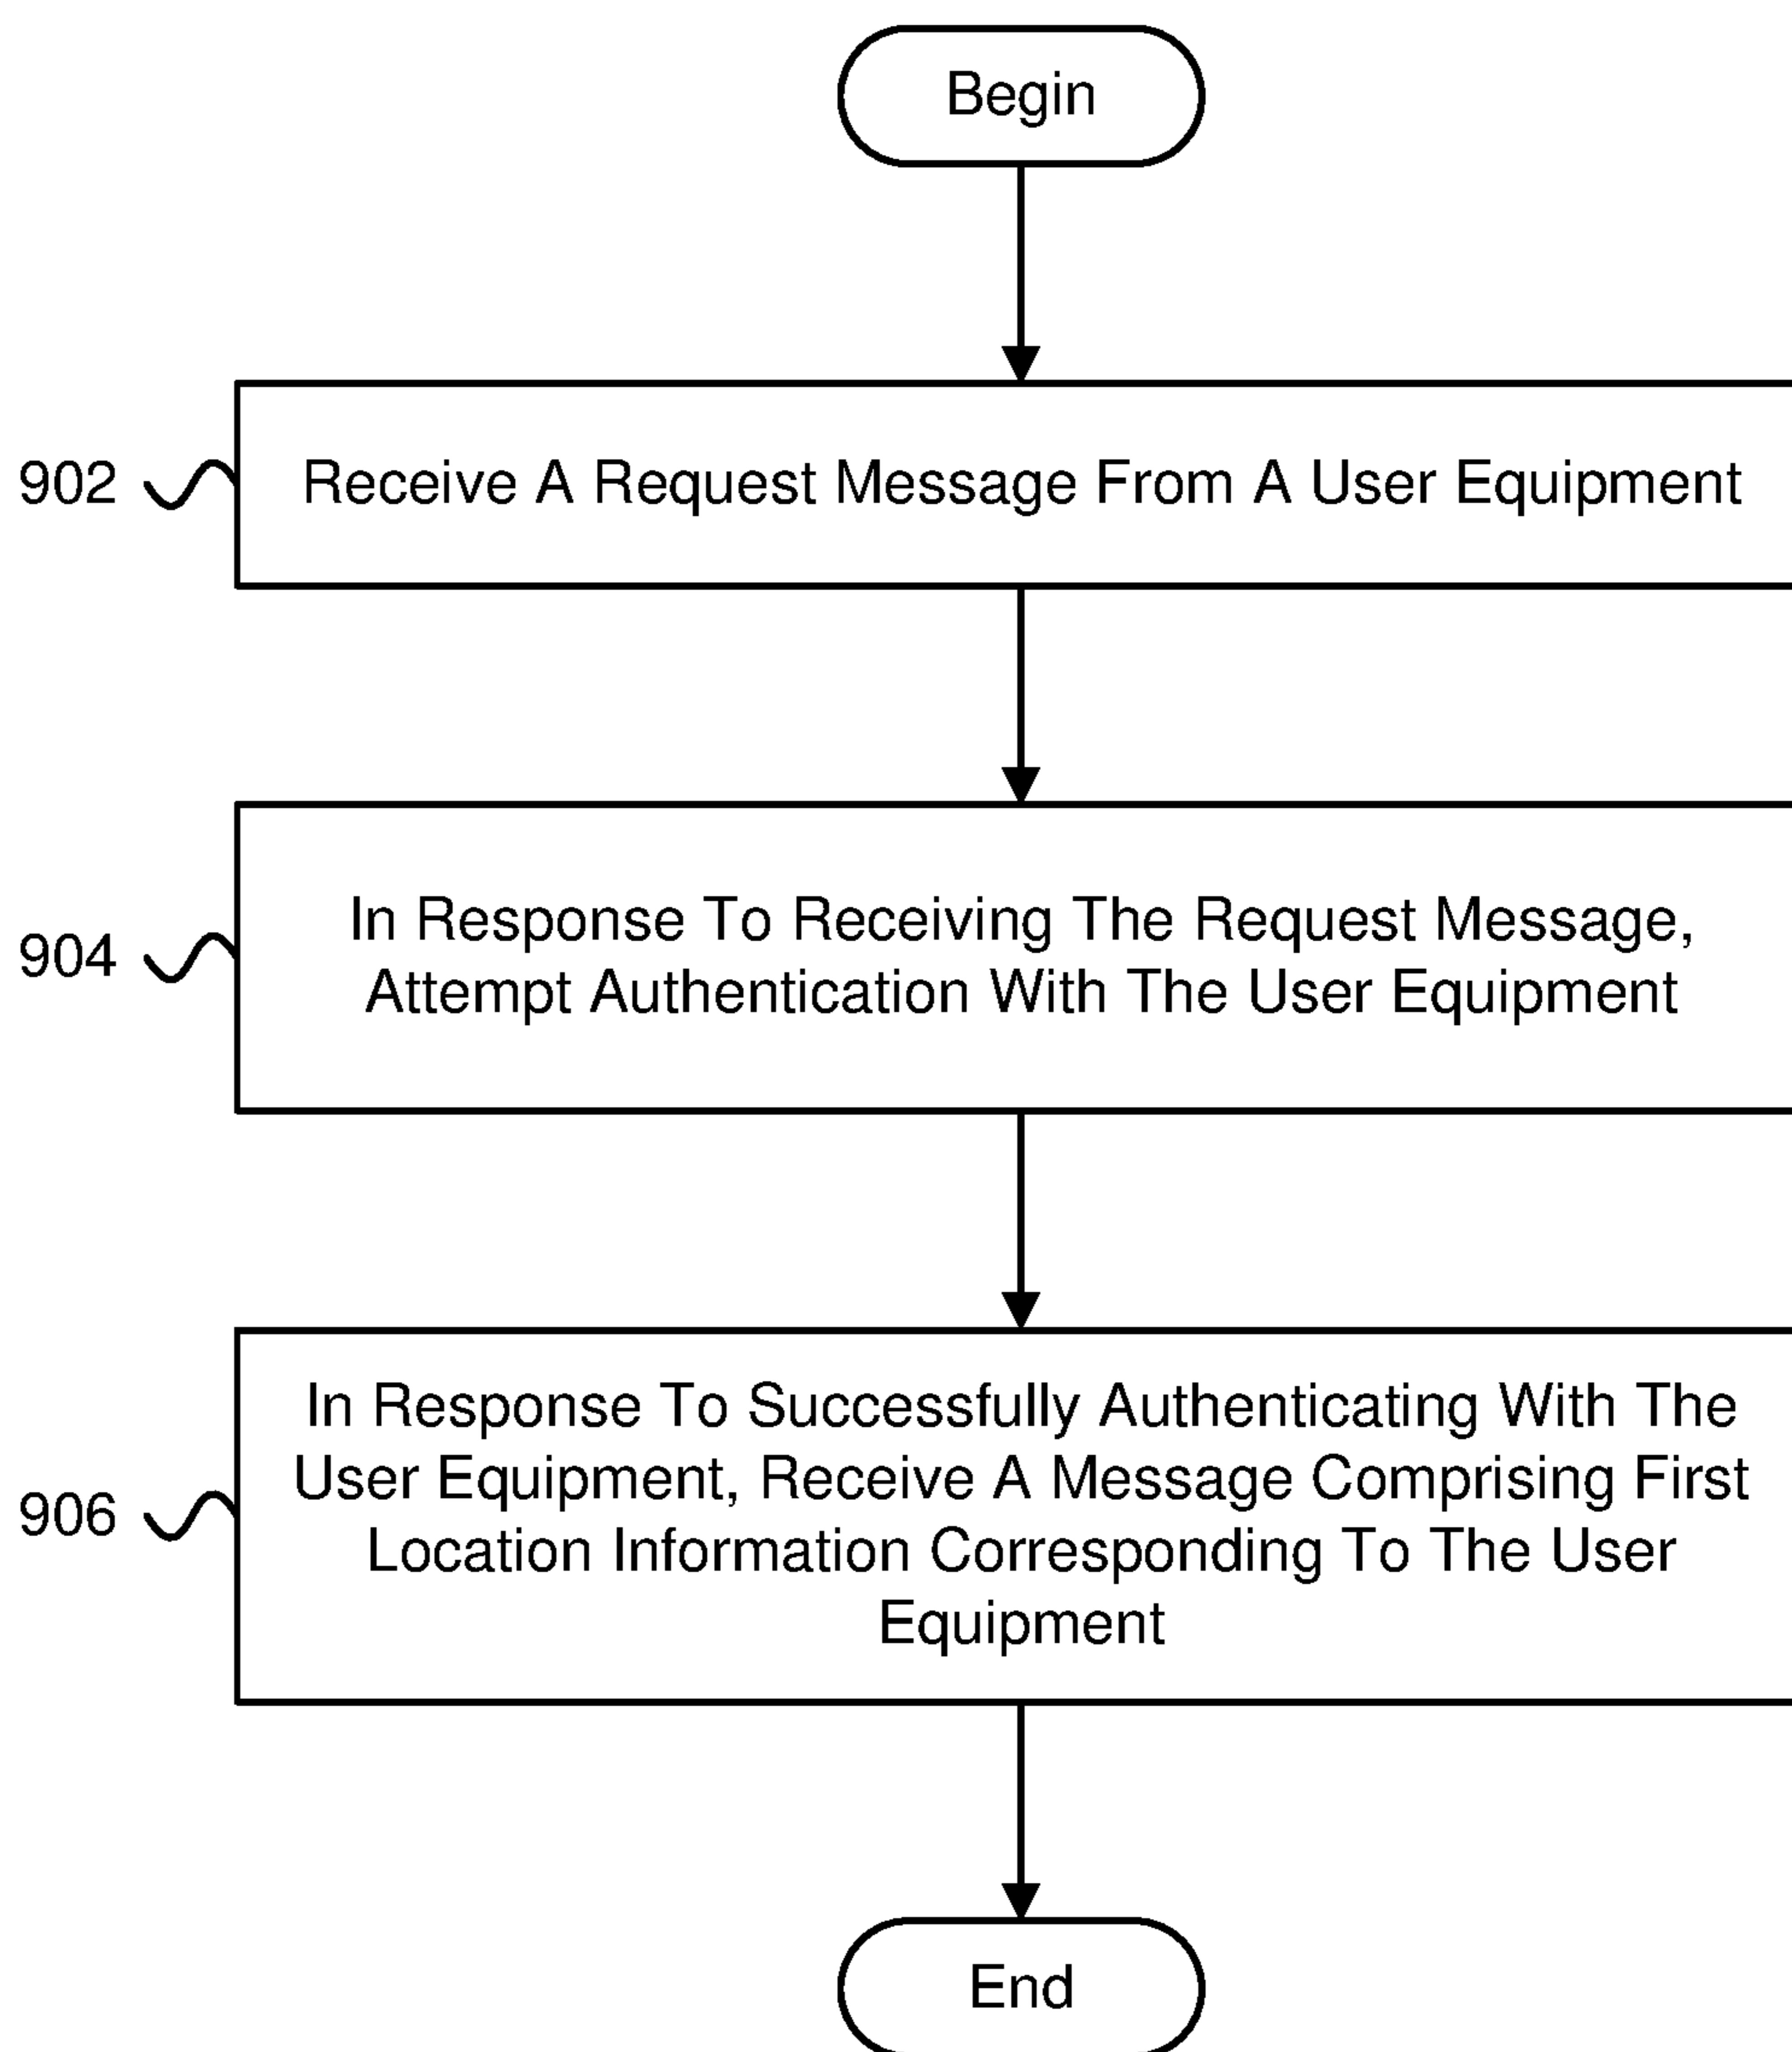 Begin
902
Receive A Request Message From A User Equipment
904
In Response To Receiving The Request Message,
Attempt Authentication With The User Equipment
906
In Response To Successfully Authenticating With The
User Equipment, Receive A Message Comprising First
Location Information Corresponding To The User
Equipment
End